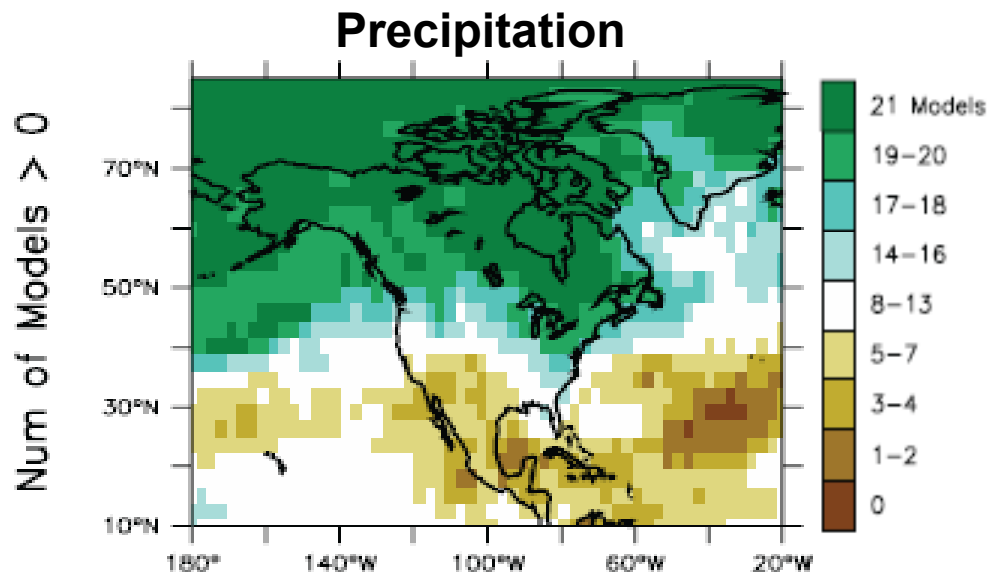 Precipitation
Num of Models > 0
70°N
50°N
30°N
10°N
180°
140°W
100°W
60°W
20°W
21 Models
19-20
17-18
14-16
8-13
5-7
3-4
1-2
0